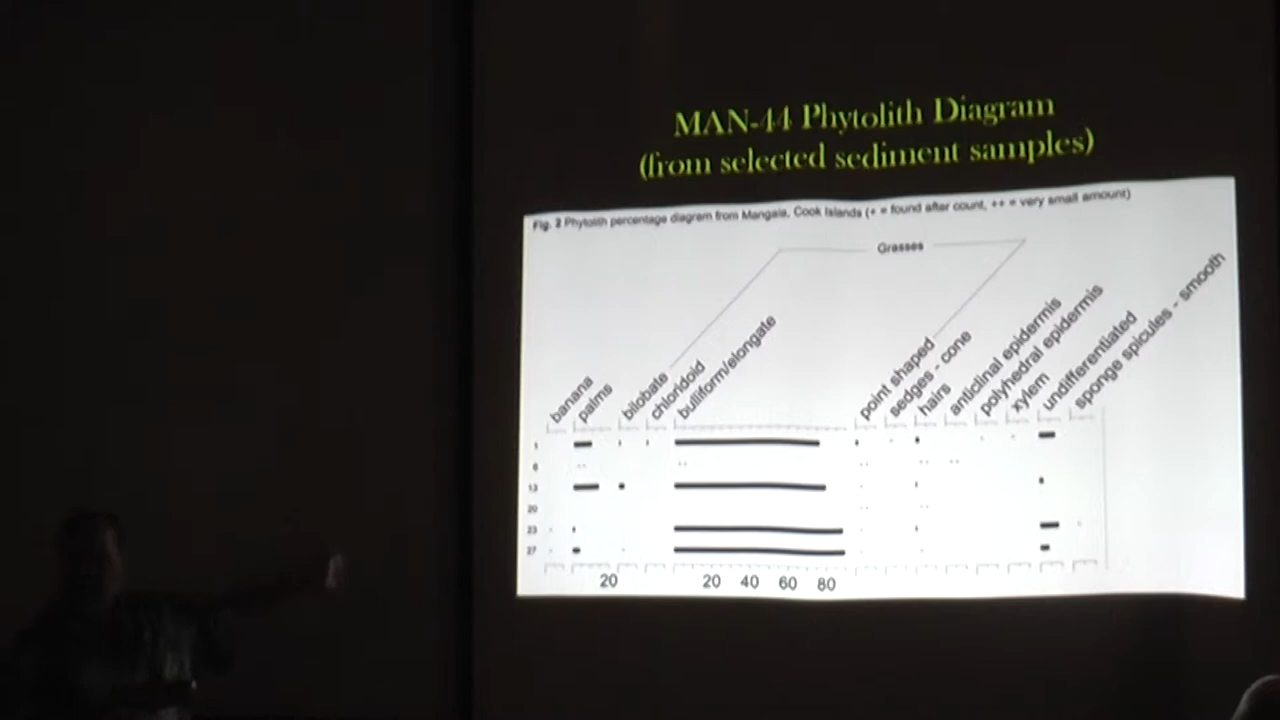 MAN-44 Phytolith Diagram
(from selected sediment samples)
Fig. 2 Phytolith percentage diagram from Mangaia, Cook Islands (+ = found after count, ++ = very small amount)
Grasses
banana
palms
bilobate
chloridoid
bulliform/elongate
point shaped
sedges - cone
hairs
anticlinal epidermis
polyhedral epidermis
xylem
undifferentiated
sponge spicules - smooth
1
6
13
20
23
27
20 20 40 60 80